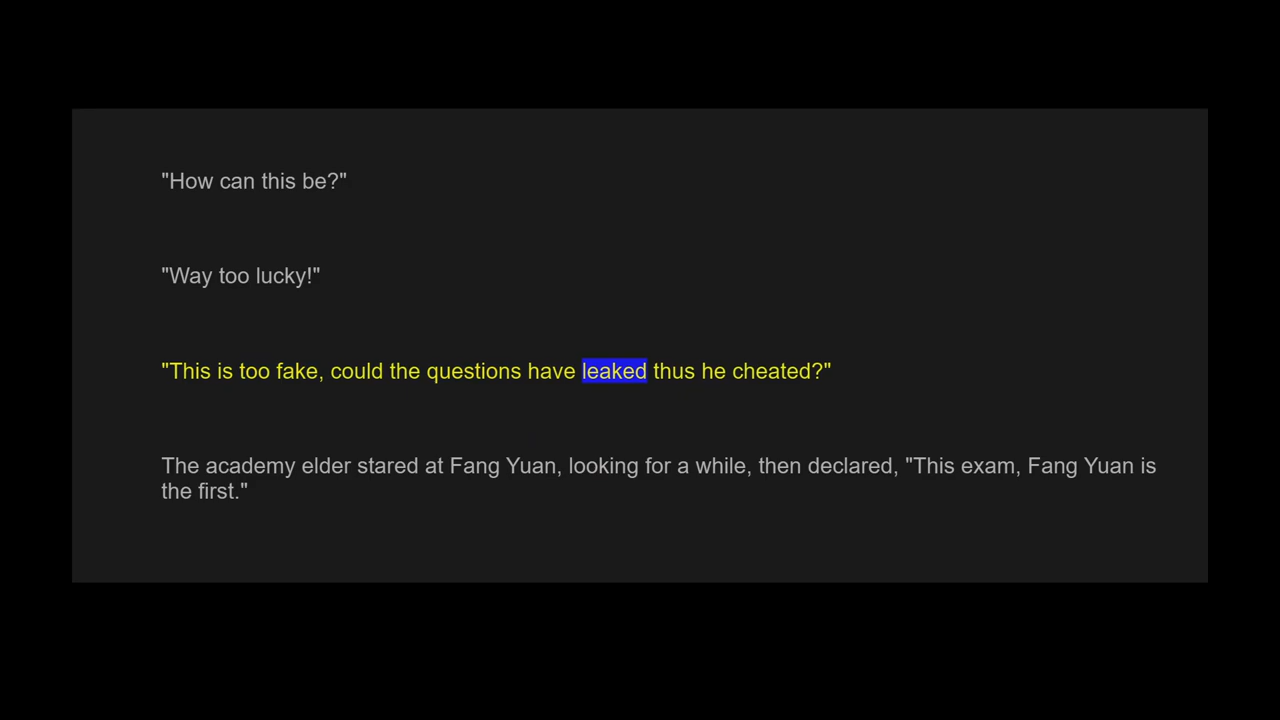 "How can this be?"
"Way too lucky!"
"This is too fake, could the questions have leaked thus he cheated?"
The academy elder stared at Fang Yuan, looking for a while, then declared, "This exam, Fang Yuan is
the first."